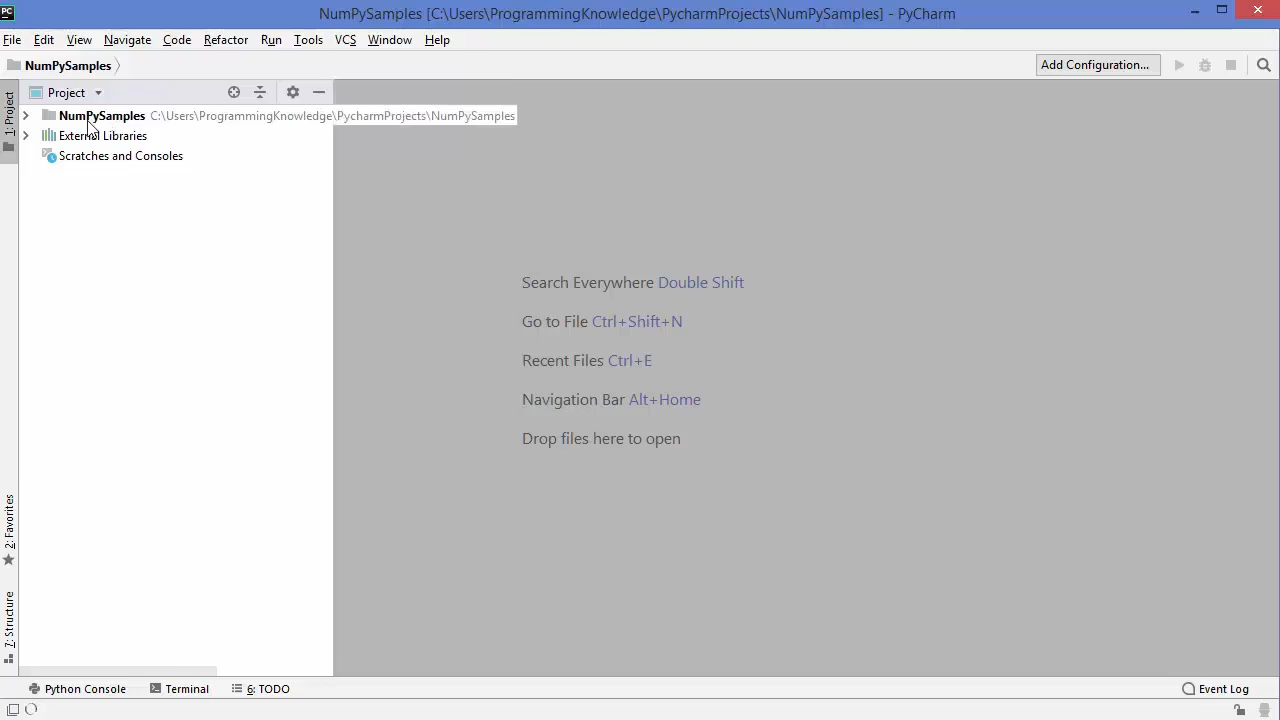 PC
NumPySamples [C:\Users\ProgrammingKnowledge\PycharmProjects\NumPySamples] - PyCharm
File Edit View Navigate Code Refactor Run Tools VCS Window Help
NumPySamples
Add Configuration...
Project
1: Project
NumPySamples C:\Users\ProgrammingKnowledge\PycharmProjects\NumPySamples
External Libraries
Scratches and Consoles
Search Everywhere Double Shift
Go to File Ctrl+Shift+N
Recent Files Ctrl+E
Navigation Bar Alt+Home
Drop files here to open
2: Favorites
7: Structure
Python Console Terminal 6: TODO Event Log